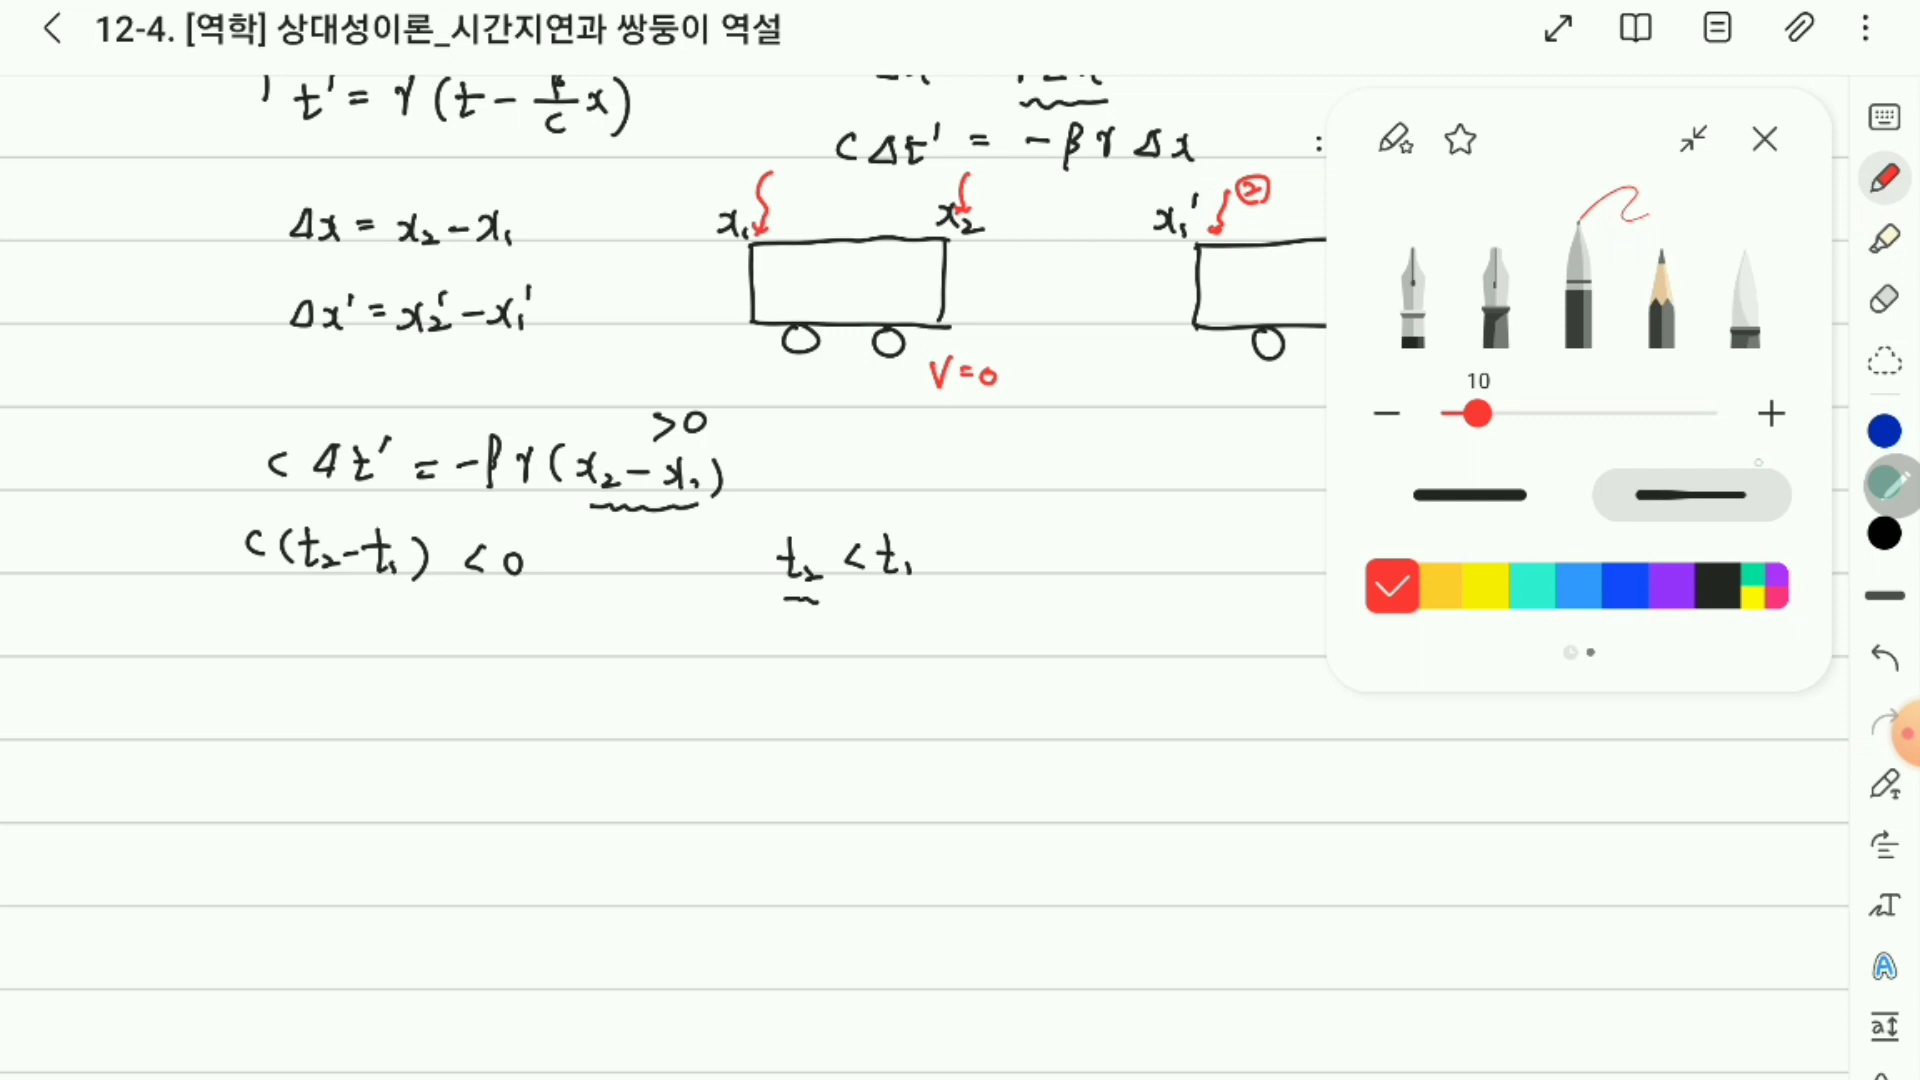 12-4. [역학] 상대성이론_시간지연과 쌍둥이 역설
t' = γ (t - β/c x)
cΔt' = -βγ Δx
:
Δx = x₂ - x₁
x₁
x₂
x₁'
②
Δx' = x₂' - x₁'
V = 0
> 0
cΔt' = -βγ (x₂ - x₁)
c(t₂ - t₁) < 0
t₂ < t₁
10